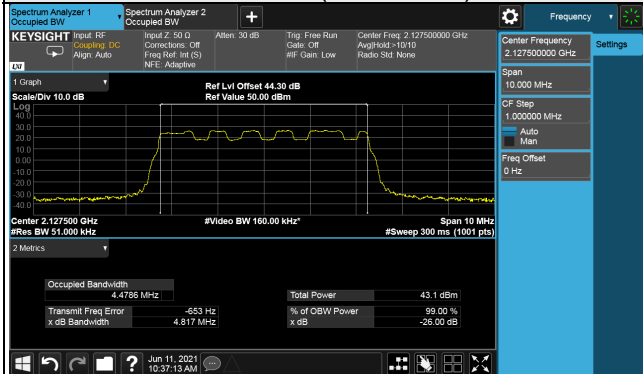 Spectrum Analyzer 1
Occupied BW
Spectrum Analyzer 2
Occupied BW
+
Frequency
KEYSIGHT
Input: RF
Coupling: DC
Align: Auto
Input Z: 50 Ω
Corrections: Off
Freq Ref: Int (S)
NFE: Adaptive
Atten: 30 dB
Trig: Free Run
Gate: Off
#IF Gain: Low
Center Freq: 2.127500000 GHz
Avg|Hold:>10/10
Radio Std: None
LXI
Center Frequency
2.127500000 GHz
Settings
Span
10.000 MHz
CF Step
1.000000 MHz
Auto
Man
Freq Offset
0 Hz
1 Graph
Scale/Div 10.0 dB
Ref Lvl Offset 44.30 dB
Ref Value 50.00 dBm
Log
40.0
30.0
20.0
10.0
0.00
-10.0
-20.0
-30.0
-40.0
Center 2.127500 GHz
#Video BW 160.00 kHz*
Span 10 MHz
#Res BW 51.000 kHz
#Sweep 300 ms (1001 pts)
2 Metrics
Occupied Bandwidth
4.4786 MHz
Total Power 43.1 dBm
Transmit Freq Error -653 Hz
% of OBW Power 99.00 %
x dB Bandwidth 4.817 MHz
x dB -26.00 dB
?
Jun 11, 2021
10:37:13 AM